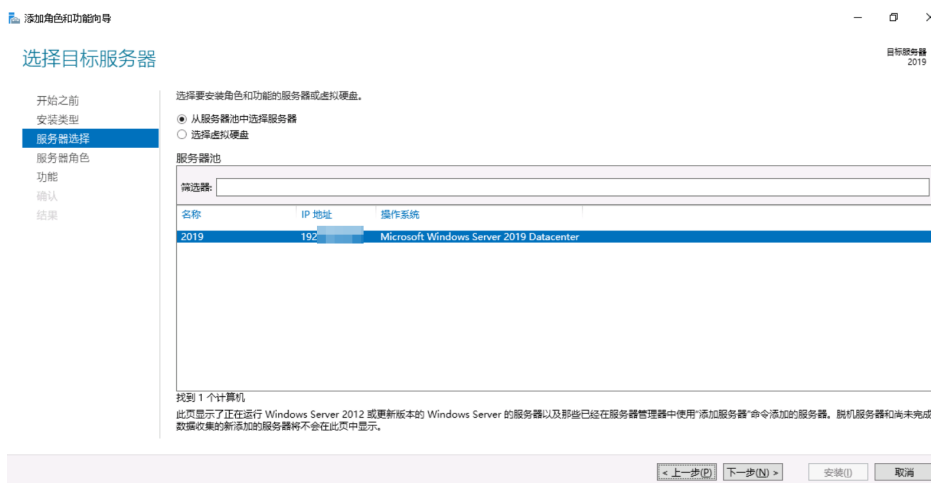 添加角色和功能向导
选择目标服务器
目标服务器
2019
开始之前
安装类型
服务器选择
服务器角色
功能
确认
结果
选择要安装角色和功能的服务器或虚拟硬盘。
从服务器池中选择服务器
选择虚拟硬盘
服务器池
筛选器:
名称 IP 地址 操作系统
2019 192 Microsoft Windows Server 2019 Datacenter
找到 1 个计算机
此页显示了正在运行 Windows Server 2012 或更新版本的 Windows Server 的服务器以及那些已经在服务器管理器中使用"添加服务器"命令添加的服务器。脱机服务器和尚未完成
数据收集的新添加的服务器将不会在此页中显示。
< 上一步(P) 下一步(N) > 安装(I) 取消